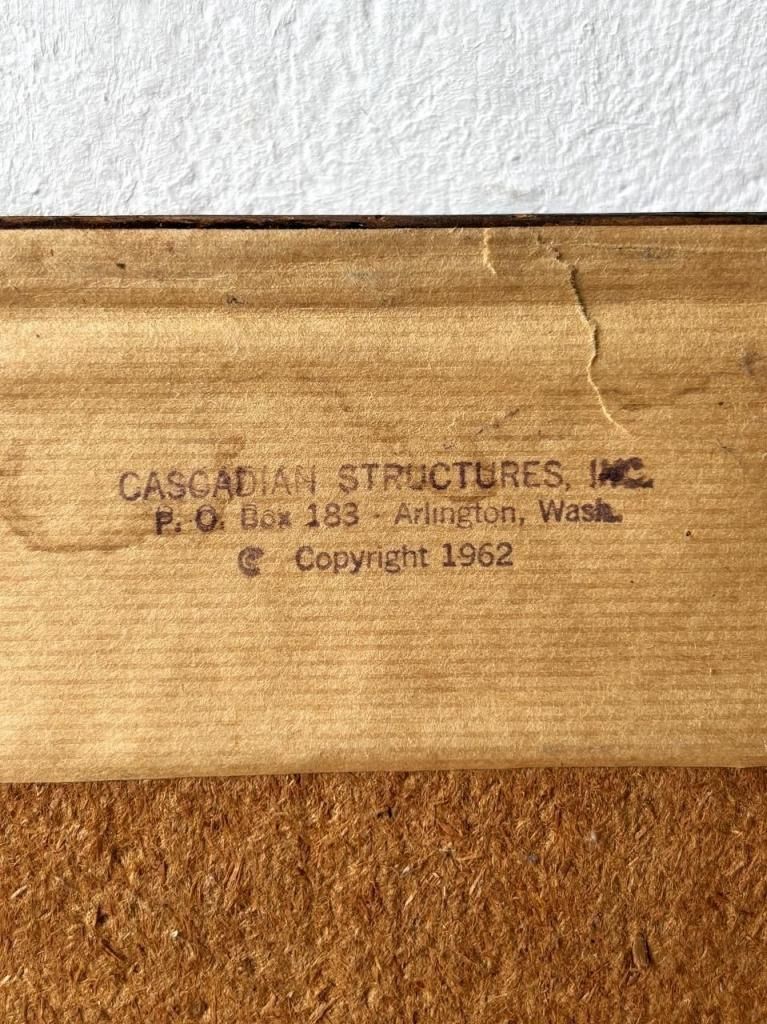 CASCADIAN STRUCTURES, INC.
P. O. Box 183 - Arlington, Wash.
© Copyright 1962